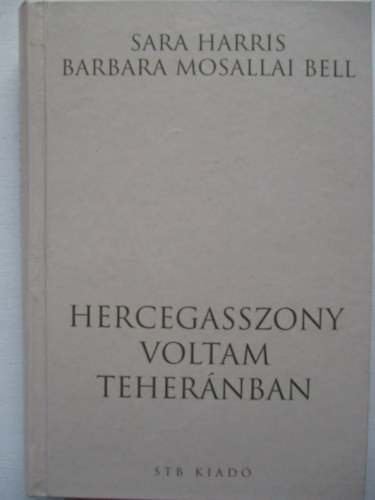 SARA HARRIS
BARBARA MOSALLAI BELL
HERCEGASSZONY
VOLTAM
TEHERÁNBAN
STB KIADÓ